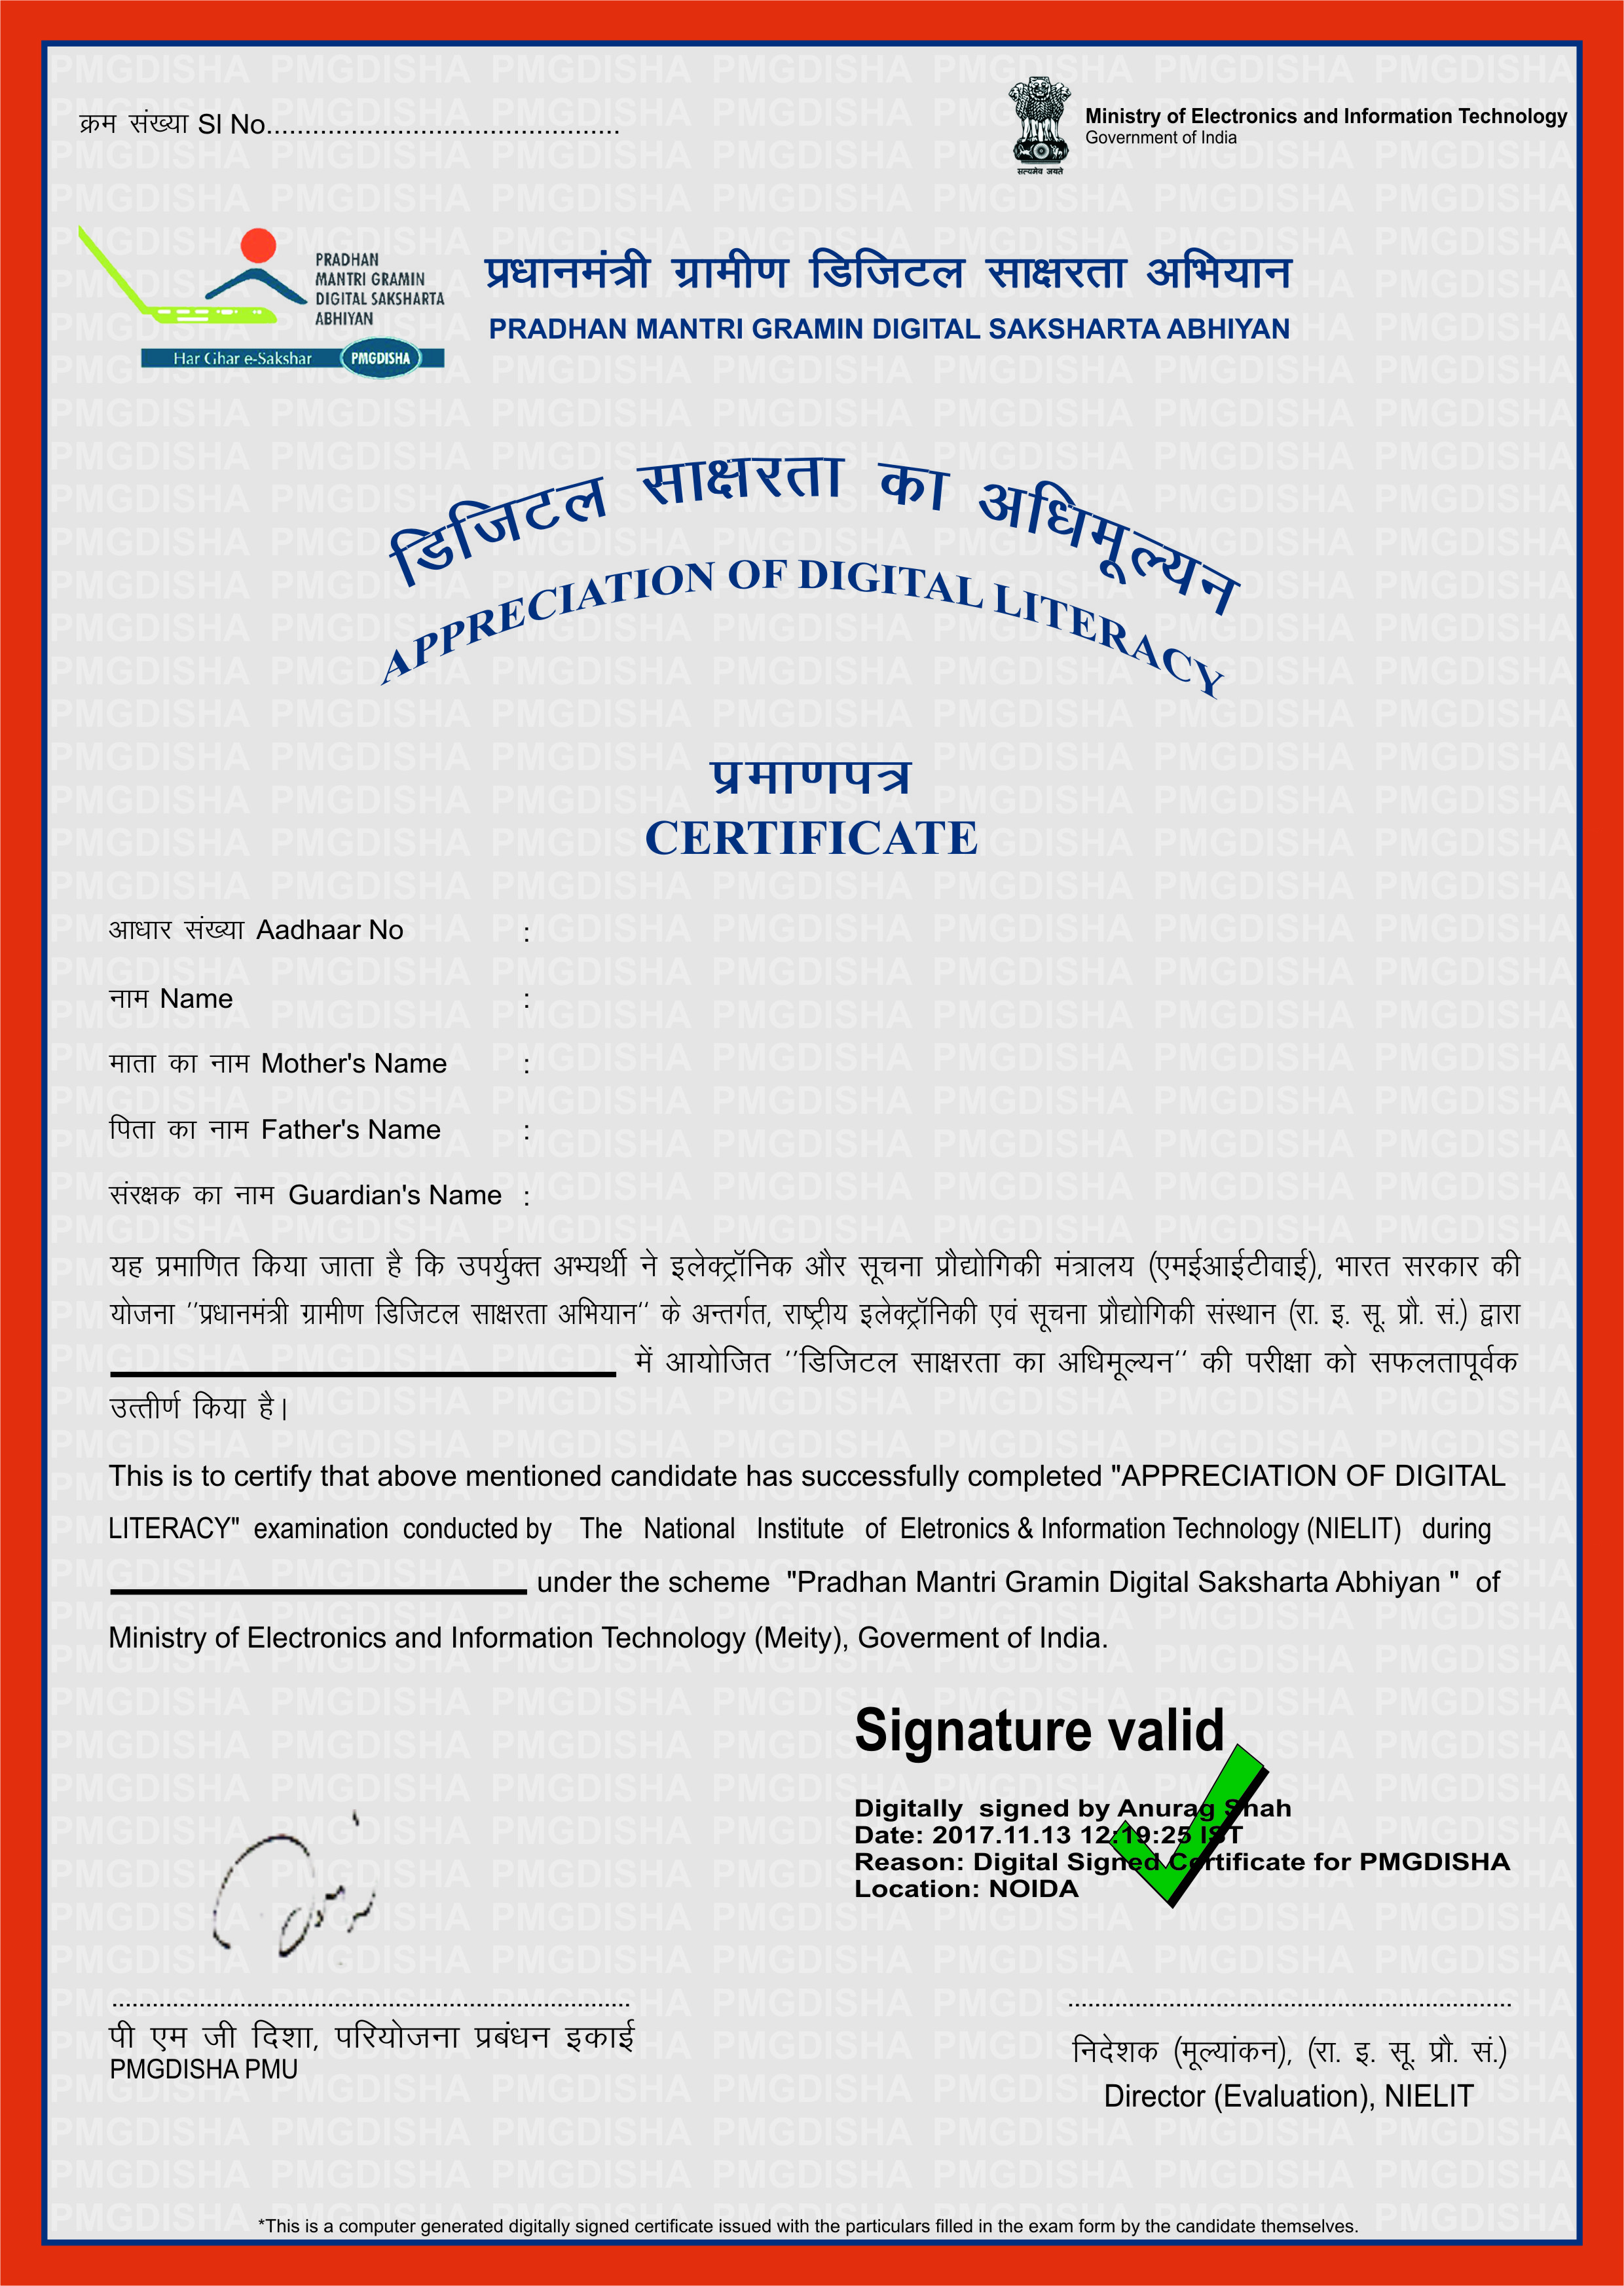 क्रम संख्या Sl No..............................................
Ministry of Electronics and Information Technology
Government of India
सत्यमेव जयते
PRADHAN
MANTRI GRAMIN
DIGITAL SAKSHARTA
ABHIYAN
Har Ghar e-Sakshar PMGDISHA
प्रधानमंत्री ग्रामीण डिजिटल साक्षरता अभियान
PRADHAN MANTRI GRAMIN DIGITAL SAKSHARTA ABHIYAN
डिजिटल साक्षरता का अधिमूल्यन
APPRECIATION OF DIGITAL LITERACY
प्रमाणपत्र
CERTIFICATE
आधार संख्या Aadhaar No :
नाम Name :
माता का नाम Mother's Name :
पिता का नाम Father's Name :
संरक्षक का नाम Guardian's Name :
यह प्रमाणित किया जाता है कि उपर्युक्त अभ्यर्थी ने इलेक्ट्रॉनिक और सूचना प्रौद्योगिकी मंत्रालय (एमईआईटीवाई), भारत सरकार की
योजना ''प्रधानमंत्री ग्रामीण डिजिटल साक्षरता अभियान'' के अन्तर्गत, राष्ट्रीय इलेक्ट्रॉनिकी एवं सूचना प्रौद्योगिकी संस्थान (रा. इ. सू. प्रौ. सं.) द्वारा
में आयोजित ''डिजिटल साक्षरता का अधिमूल्यन'' की परीक्षा को सफलतापूर्वक
उत्तीर्ण किया है।
This is to certify that above mentioned candidate has successfully completed "APPRECIATION OF DIGITAL
LITERACY" examination conducted by The National Institute of Eletronics & Information Technology (NIELIT) during
under the scheme "Pradhan Mantri Gramin Digital Saksharta Abhiyan " of
Ministry of Electronics and Information Technology (Meity), Goverment of India.
Signature valid
Digitally signed by Anurag Shah
Date: 2017.11.13 12:19:25 IST
Reason: Digital Signed Certificate for PMGDISHA
Location: NOIDA
पी एम जी दिशा, परियोजना प्रबंधन इकाई
PMGDISHA PMU
निदेशक (मूल्यांकन), (रा. इ. सू. प्रौ. सं.)
Director (Evaluation), NIELIT
*This is a computer generated digitally signed certificate issued with the particulars filled in the exam form by the candidate themselves.